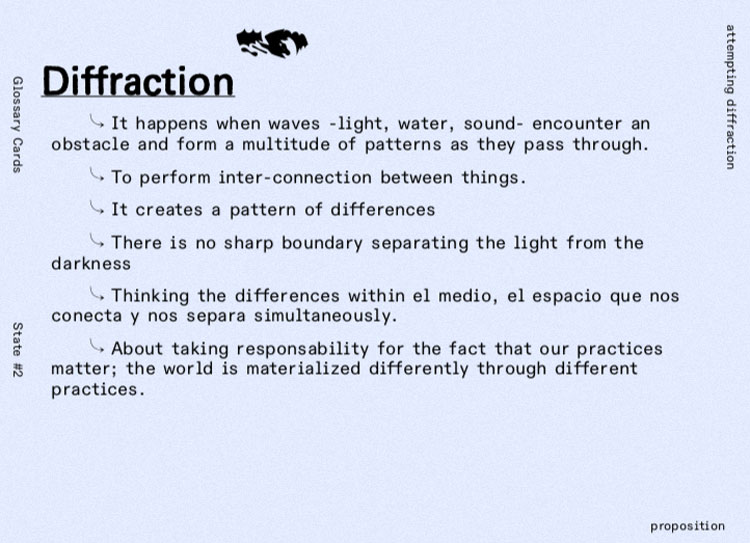 attempting diffraction
Glossary Cards
Diffraction
It happens when waves -light, water, sound- encounter an
obstacle and form a multitude of patterns as they pass through.
To perform inter-connection between things.
It creates a pattern of differences
There is no sharp boundary separating the light from the
darkness
Thinking the differences within el medio, el espacio que nos
conecta y nos separa simultaneously.
State #2
About taking responsability for the fact that our practices
matter; the world is materialized differently through different
practices.
proposition